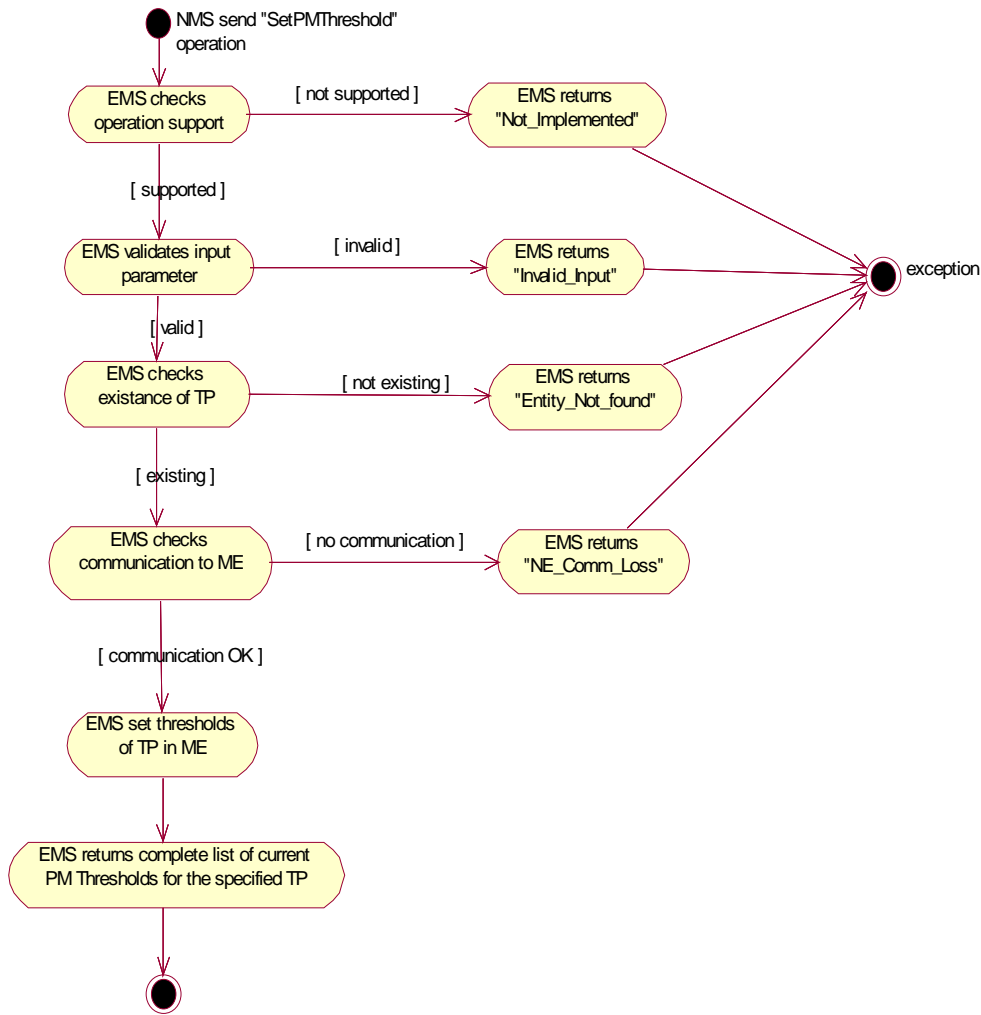 NMS send "SetPMThreshold"
operation
EMS checks
operation support
[ not supported ]
EMS returns
"Not_Implemented"
[ supported ]
EMS validates input
parameter
[ invalid ]
EMS returns
"Invalid_Input"
exception
[ valid ]
EMS checks
existance of TP
[ not existing ]
EMS returns
"Entity_Not_found"
[ existing ]
EMS checks
communication to ME
[ no communication ]
EMS returns
"NE_Comm_Loss"
[ communication OK ]
EMS set thresholds
of TP in ME
EMS returns complete list of current
PM Thresholds for the specified TP